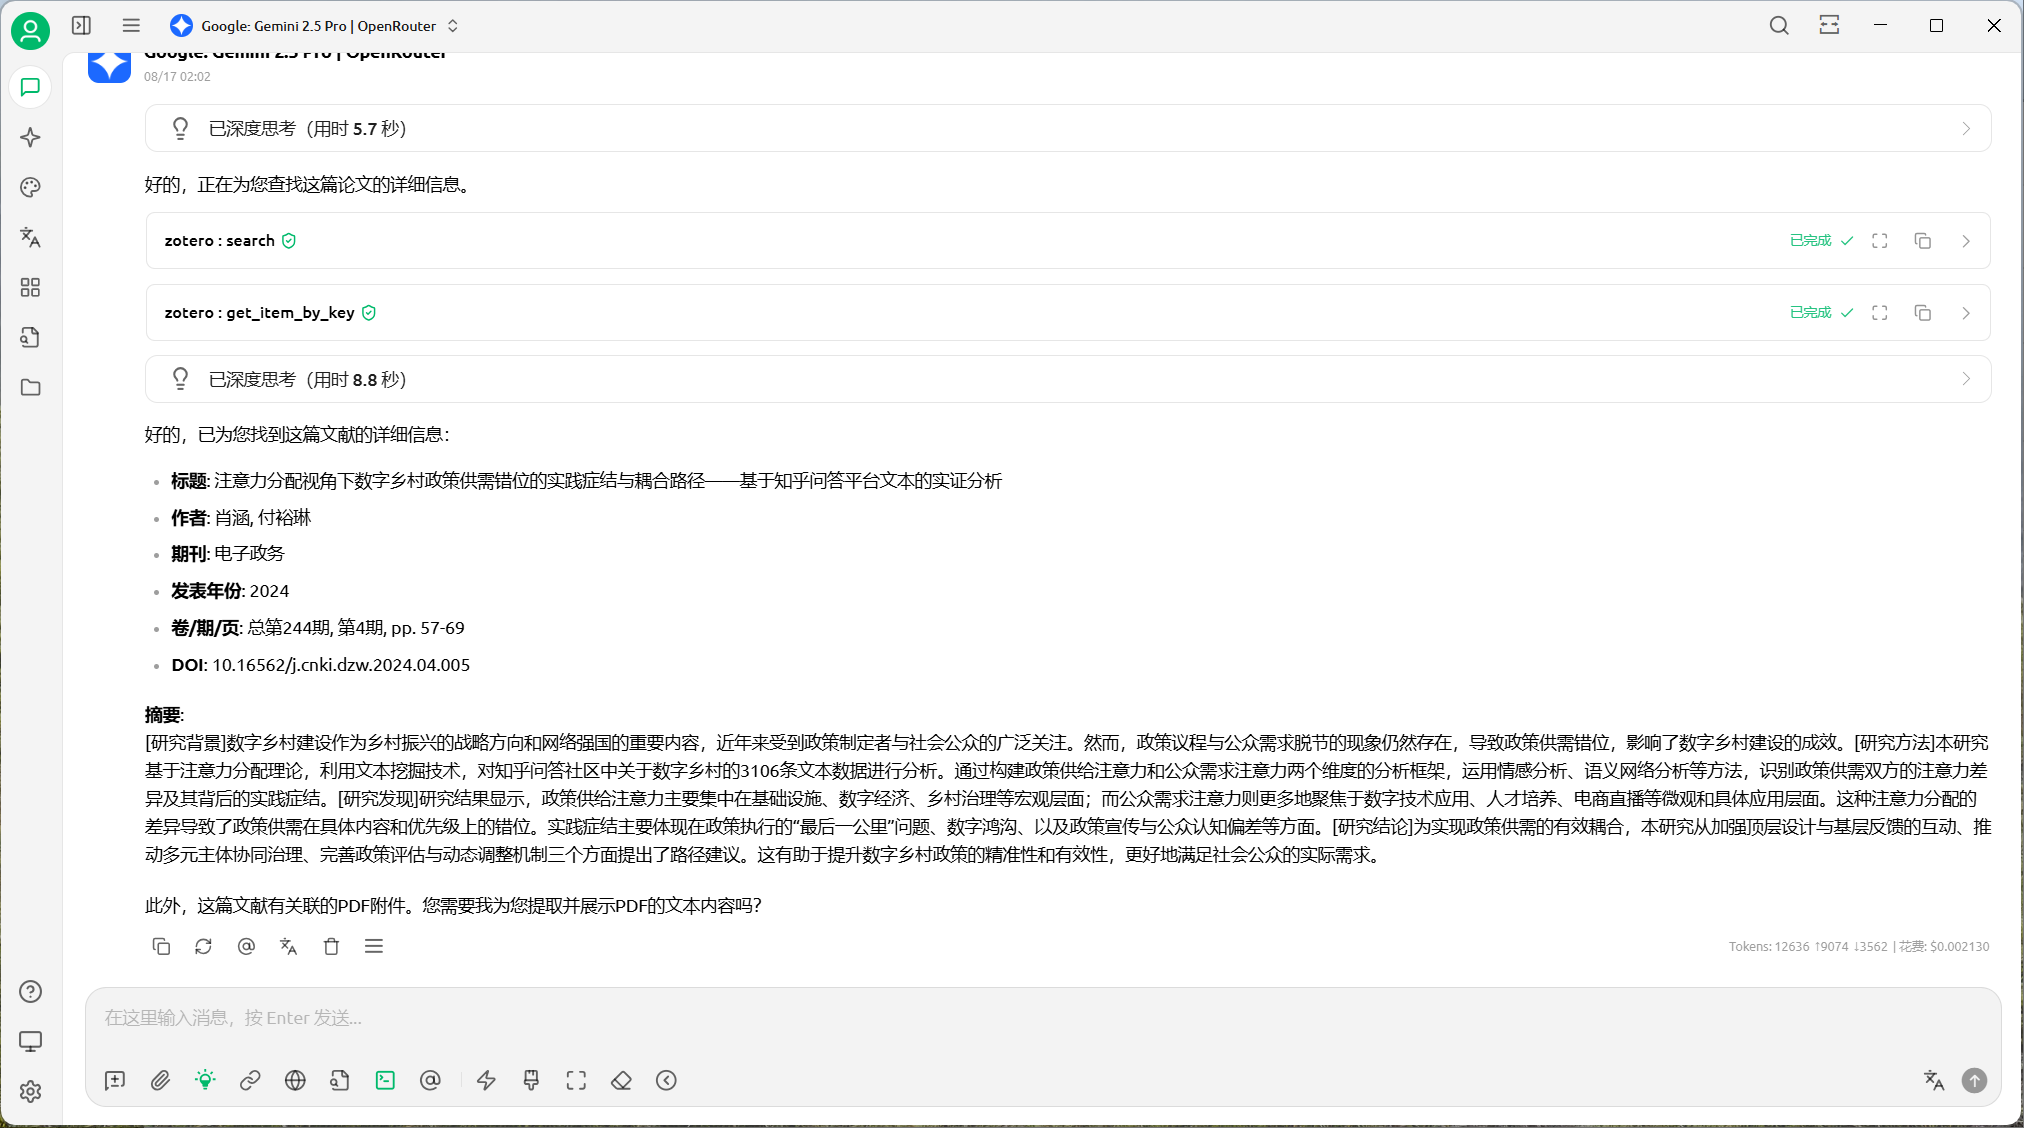 Google: Gemini 2.5 Pro | OpenRouter
Google: Gemini 2.5 Pro | OpenRouter
08/17 02:02
已深度思考（用时 5.7 秒）
好的，正在为您查找这篇论文的详细信息。
zotero : search
已完成
zotero : get_item_by_key
已完成
已深度思考（用时 8.8 秒）
好的，已为您找到这篇文献的详细信息：
标题: 注意力分配视角下数字乡村政策供需错位的实践症结与耦合路径——基于知乎问答平台文本的实证分析
作者: 肖涵, 付裕琳
期刊: 电子政务
发表年份: 2024
卷/期/页: 总第244期, 第4期, pp. 57-69
DOI: 10.16562/j.cnki.dzw.2024.04.005
摘要:
[研究背景]数字乡村建设作为乡村振兴的战略方向和网络强国的重要内容，近年来受到政策制定者与社会公众的广泛关注。然而，政策议程与公众需求脱节的现象仍然存在，导致政策供需错位，影响了数字乡村建设的成效。[研究方法]本研究
基于注意力分配理论，利用文本挖掘技术，对知乎问答社区中关于数字乡村的3106条文本数据进行分析。通过构建政策供给注意力和公众需求注意力两个维度的分析框架，运用情感分析、语义网络分析等方法，识别政策供需双方的注意力差
异及其背后的实践症结。[研究发现]研究结果显示，政策供给注意力主要集中在基础设施、数字经济、乡村治理等宏观层面；而公众需求注意力则更多地聚焦于数字技术应用、人才培养、电商直播等微观和具体应用层面。这种注意力分配的
差异导致了政策供需在具体内容和优先级上的错位。实践症结主要体现在政策执行的“最后一公里”问题、数字鸿沟、以及政策宣传与公众认知偏差等方面。[研究结论]为实现政策供需的有效耦合，本研究从加强顶层设计与基层反馈的互动、推
动多元主体协同治理、完善政策评估与动态调整机制三个方面提出了路径建议。这有助于提升数字乡村政策的精准性和有效性，更好地满足社会公众的实际需求。
此外，这篇文献有关联的PDF附件。您需要我为您提取并展示PDF的文本内容吗？
Tokens: 12636 ↑9074 ↓3562 | 花费: $0.002130
在这里输入消息，按 Enter 发送...